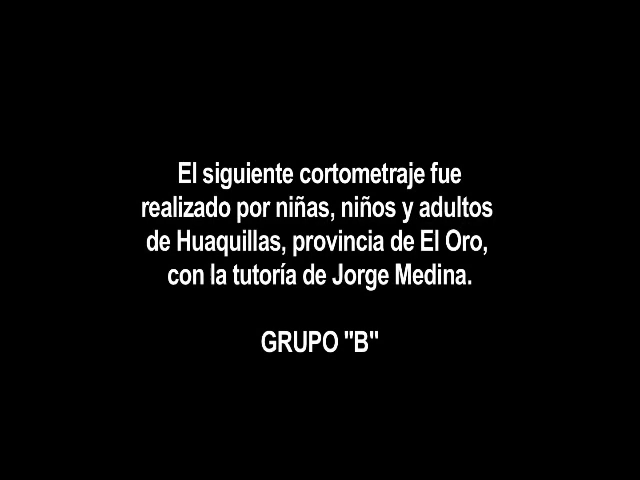 El siguiente cortometraje fue
realizado por niñas, niños y adultos
de Huaquillas, provincia de El Oro,
con la tutoría de Jorge Medina.
GRUPO "B"